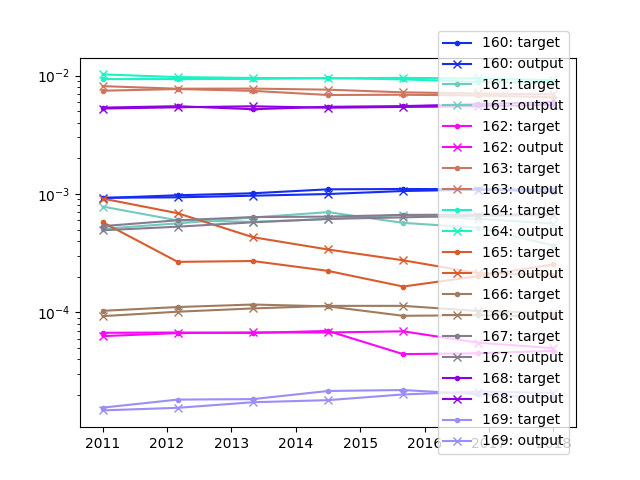 10⁻²
10⁻³
10⁻⁴
2011 2012 2013 2014 2015 2016 2017 2018
160: target
160: output
161: target
161: output
162: target
162: output
163: target
163: output
164: target
164: output
165: target
165: output
166: target
166: output
167: target
167: output
168: target
168: output
169: target
169: output